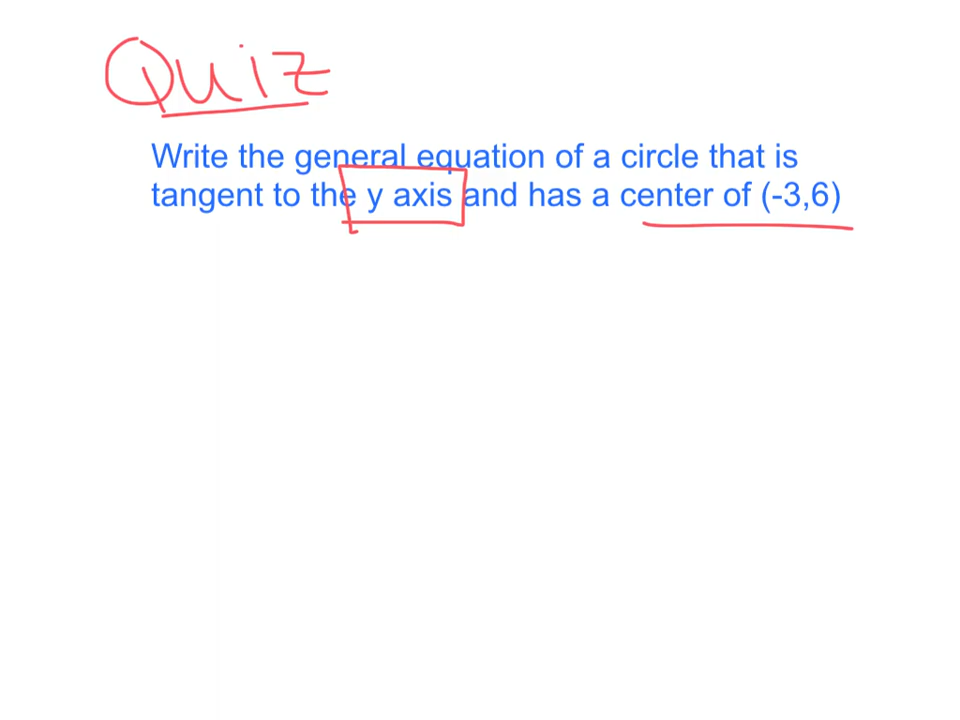 Quiz
Write the general equation of a circle that is
tangent to the y axis and has a center of (-3,6)